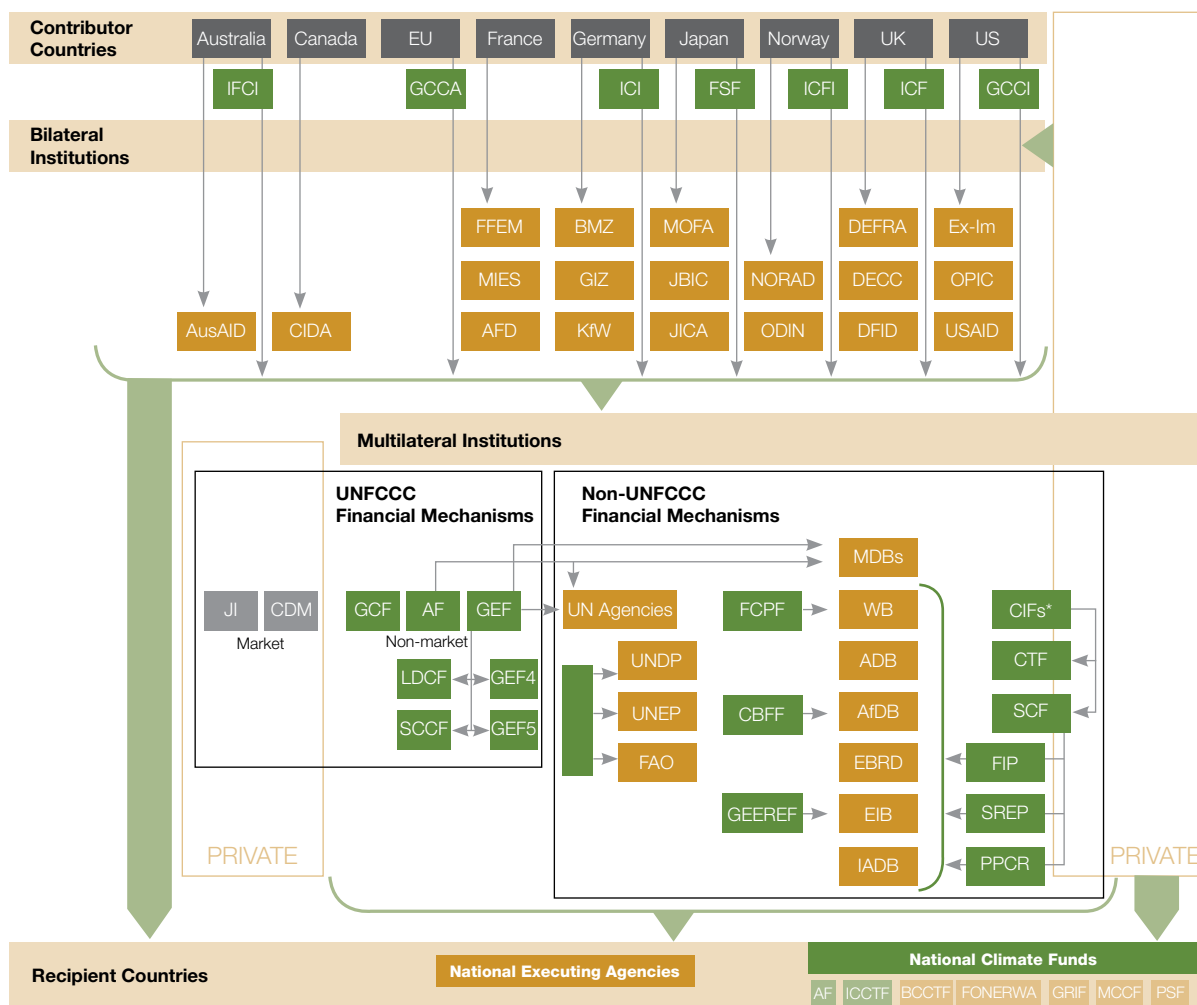 Contributor
Countries
Australia Canada EU France Germany Japan Norway UK US
IFCI GCCA ICI FSF ICFI ICF GCCI
Bilateral
Institutions
FFEM BMZ MOFA DEFRA Ex-Im
MIES GIZ JBIC NORAD DECC OPIC
AusAID CIDA AFD KfW JICA ODIN DFID USAID
Multilateral Institutions
UNFCCC
Financial Mechanisms
Non-UNFCCC
Financial Mechanisms
MDBs
JI CDM GCF AF GEF UN Agencies FCPF WB CIFs*
Market Non-market
LDCF GEF4 UNDP ADB CTF
SCCF GEF5 UNEP CBFF AfDB SCF
FAO EBRD FIP
GEEREF EIB SREP
PRIVATE IADB PPCR PRIVATE
Recipient Countries
National Executing Agencies
National Climate Funds
AF ICCTF BCCTF FONERWA GRIF MCCF PSF